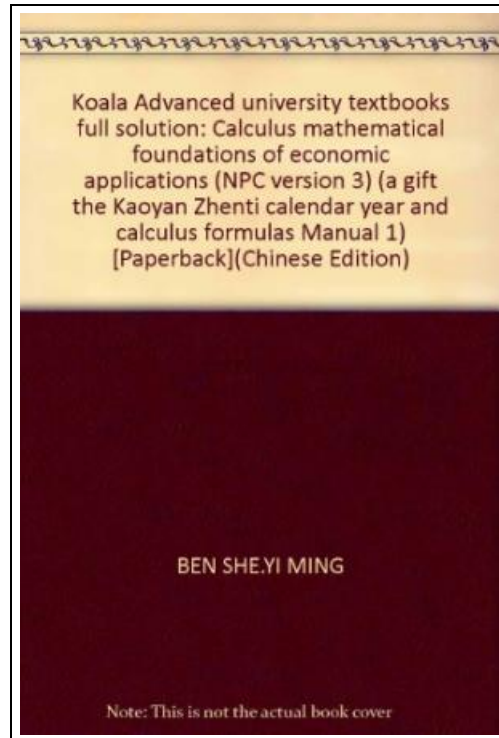 Koala Advanced university textbooks
full solution: Calculus mathematical
foundations of economic
applications (NPC version 3) (a gift
the Kaoyan Zhenti calendar year and
calculus formulas Manual 1)
[Paperback](Chinese Edition)
BEN SHE.YI MING
Note: This is not the actual book cover